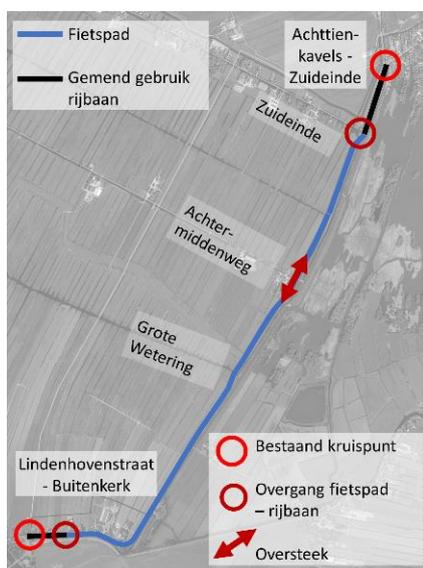 Fietspad
Gemend gebruik
rijbaan
Achttien-
kavels -
Zuideinde
Zuideinde
Achter-
middenweg
Grote
Wetering
Lindenhovenstraat
- Buitenkerk
Bestaand kruispunt
Overgang fietspad
– rijbaan
Oversteek